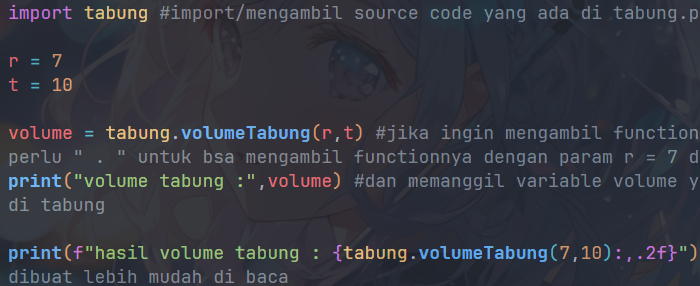 import tabung #import/mengambil source code yang ada di tabung.p
r = 7
t = 10
volume = tabung.volumeTabung(r,t) #jika ingin mengambil function
perlu " . " untuk bsa mengambil functionnya dengan param r = 7 d
print("volume tabung :",volume) #dan memanggil variable volume y
di tabung
print(f"hasil volume tabung : {tabung.volumeTabung(7,10):,.2f}")
dibuat lebih mudah di baca